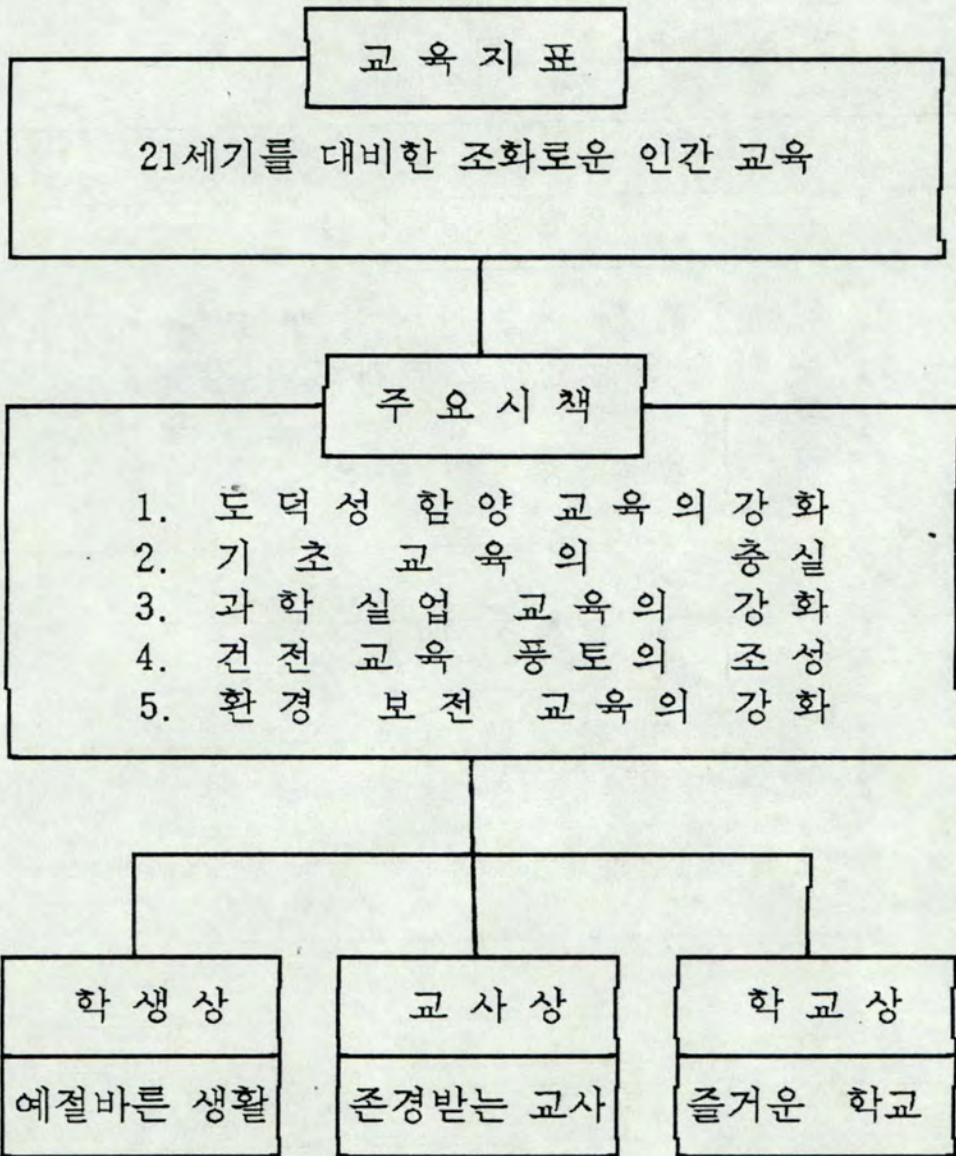 교육지표
21세기를 대비한 조화로운 인간 교육
주요시책
1. 도덕성 함양 교육의 강화
2. 기초 교육의 충실
3. 과학 실업 교육의 강화
4. 건전 교육 풍토의 조성
5. 환경 보전 교육의 강화
학생상 교사상 학교상
예절바른 생활 존경받는 교사 즐거운 학교